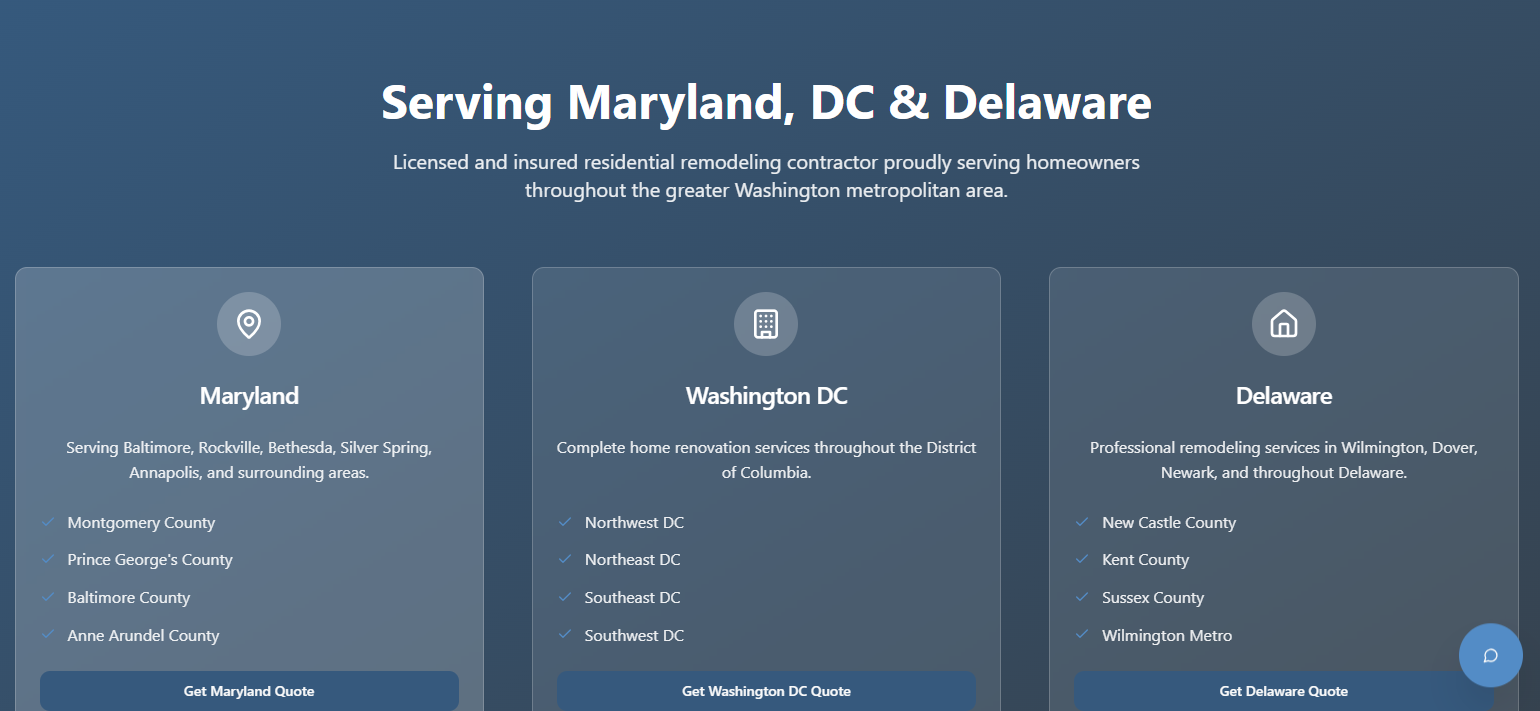 Serving Maryland, DC & Delaware
Licensed and insured residential remodeling contractor proudly serving homeowners
throughout the greater Washington metropolitan area.
Maryland
Serving Baltimore, Rockville, Bethesda, Silver Spring,
Annapolis, and surrounding areas.
Montgomery County
Prince George's County
Baltimore County
Anne Arundel County
Get Maryland Quote
Washington DC
Complete home renovation services throughout the District
of Columbia.
Northwest DC
Northeast DC
Southeast DC
Southwest DC
Get Washington DC Quote
Delaware
Professional remodeling services in Wilmington, Dover,
Newark, and throughout Delaware.
New Castle County
Kent County
Sussex County
Wilmington Metro
Get Delaware Quote